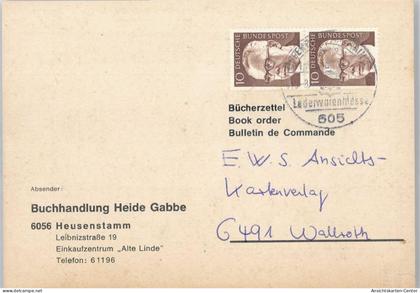 10 DEUTSCHE BUNDESPOST
10 DEUTSCHE BUNDESPOST
Lederwarenmesse
605
Bücherzettel
Book order
Bulletin de Commande
E.W.S. Ansichts-
Kartenverlag
6491 Wallroth
Absender:
Buchhandlung Heide Gabbe
6056 Heusenstamm
Leibnizstraße 19
Einkaufszentrum „Alte Linde"
Telefon: 61196
Ansichtskarten-Center